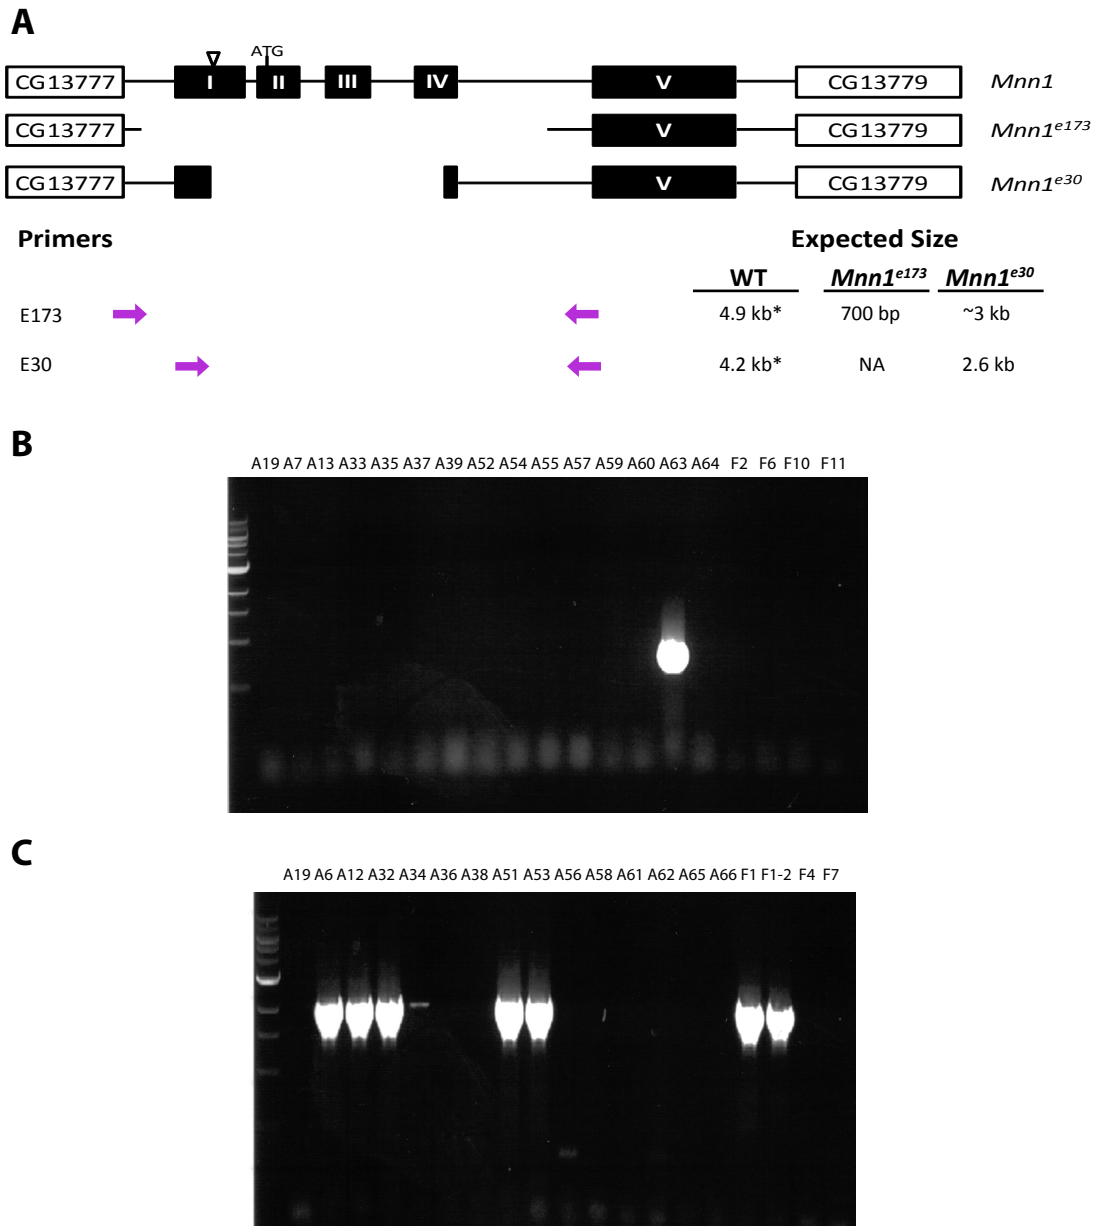 A
ATG
CG13777 I II III IV V CG13779 Mnn1
CG13777 V CG13779 Mnn1e173
CG13777 V CG13779 Mnn1e30
Primers Expected Size
WT Mnn1e173 Mnn1e30
E173 4.9 kb* 700 bp ~3 kb
E30 4.2 kb* NA 2.6 kb
B
A19 A7 A13 A33 A35 A37 A39 A52 A54 A55 A57 A59 A60 A63 A64 F2 F6 F10 F11
C
A19 A6 A12 A32 A34 A36 A38 A51 A53 A56 A58 A61 A62 A65 A66 F1 F1-2 F4 F7